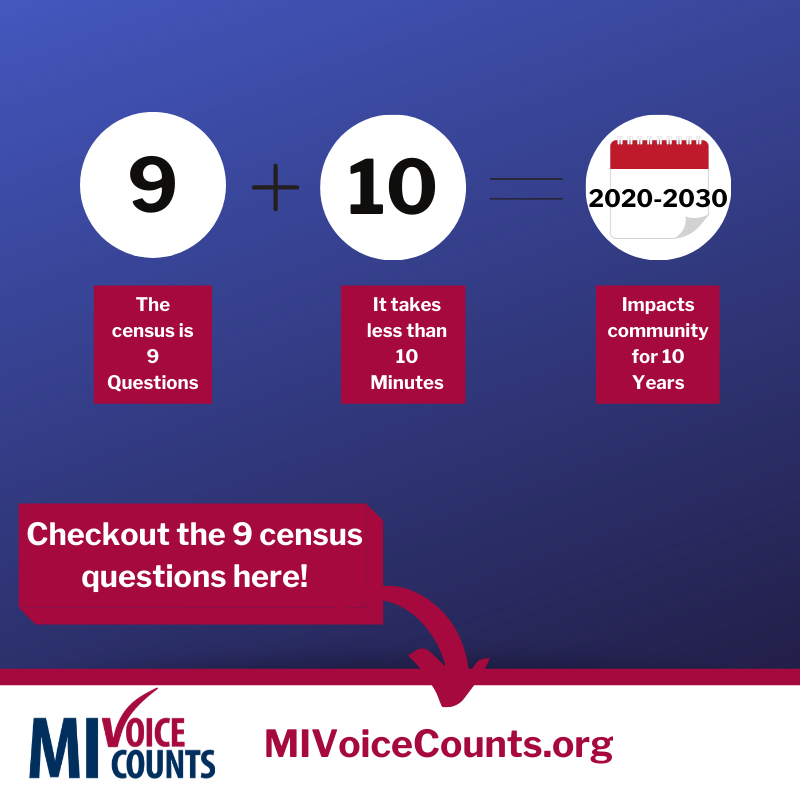 9 + 10 = 2020-2030
The
census is
9
Questions
It takes
less than
10
Minutes
Impacts
community
for 10
Years
Checkout the 9 census
questions here!
MI VOICE
COUNTS
MIVoiceCounts.org